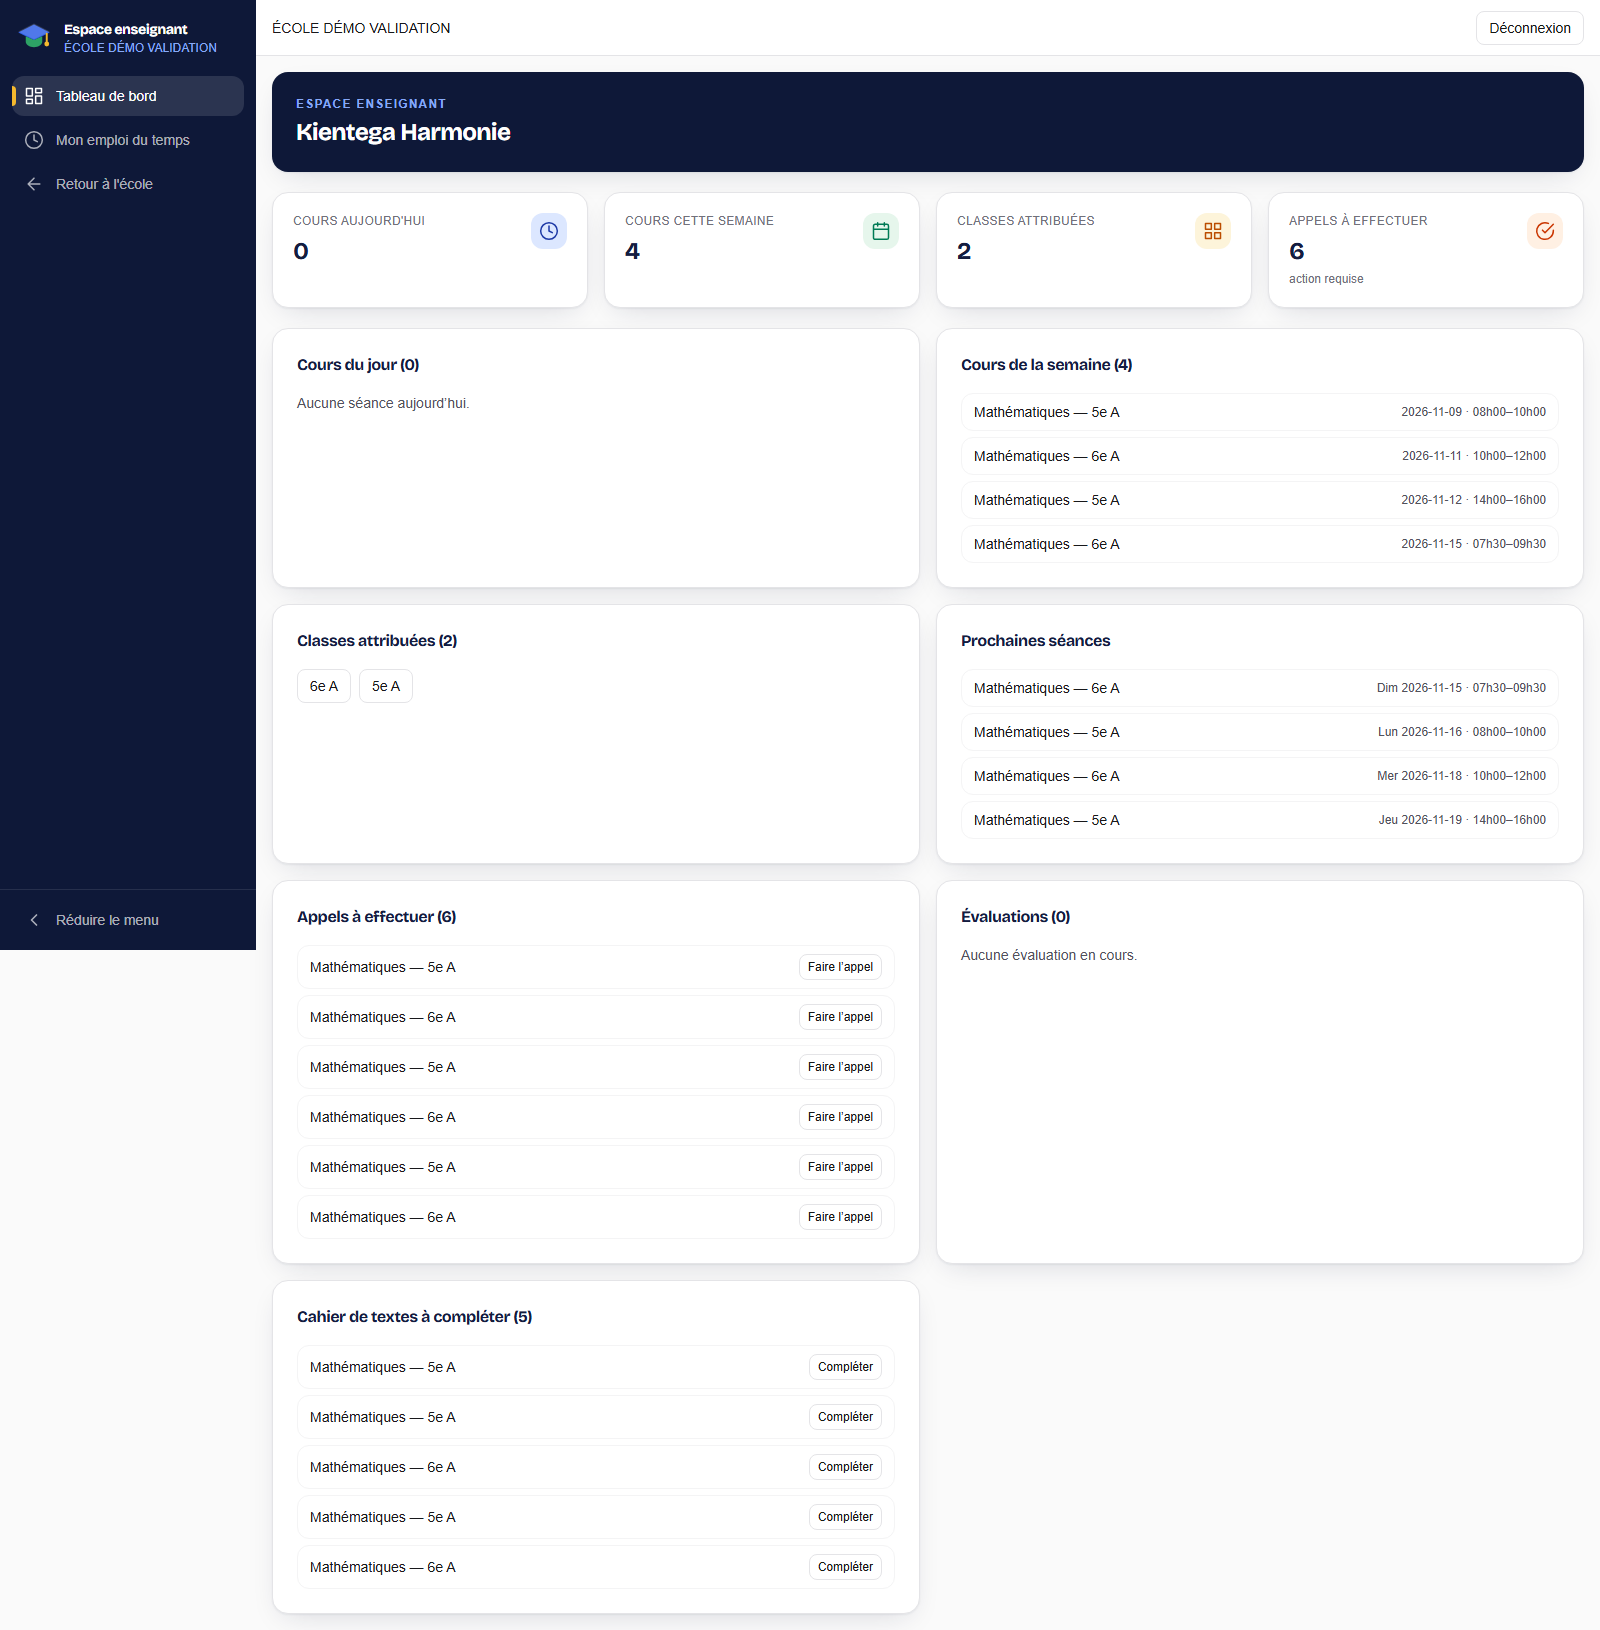 Espace enseignant
ÉCOLE DÉMO VALIDATION
Tableau de bord
Mon emploi du temps
Retour à l'école
Réduire le menu
ÉCOLE DÉMO VALIDATION
Déconnexion
ESPACE ENSEIGNANT
Kientega Harmonie
COURS AUJOURD'HUI
0
COURS CETTE SEMAINE
4
CLASSES ATTRIBUÉES
2
APPELS À EFFECTUER
6
action requise
Cours du jour (0)
Aucune séance aujourd'hui.
Cours de la semaine (4)
Mathématiques — 5e A 2026-11-09 · 08h00–10h00
Mathématiques — 6e A 2026-11-11 · 10h00–12h00
Mathématiques — 5e A 2026-11-12 · 14h00–16h00
Mathématiques — 6e A 2026-11-15 · 07h30–09h30
Classes attribuées (2)
6e A 5e A
Prochaines séances
Mathématiques — 6e A Dim 2026-11-15 · 07h30–09h30
Mathématiques — 5e A Lun 2026-11-16 · 08h00–10h00
Mathématiques — 6e A Mer 2026-11-18 · 10h00–12h00
Mathématiques — 5e A Jeu 2026-11-19 · 14h00–16h00
Appels à effectuer (6)
Mathématiques — 5e A Faire l'appel
Mathématiques — 6e A Faire l'appel
Mathématiques — 5e A Faire l'appel
Mathématiques — 6e A Faire l'appel
Mathématiques — 5e A Faire l'appel
Mathématiques — 6e A Faire l'appel
Évaluations (0)
Aucune évaluation en cours.
Cahier de textes à compléter (5)
Mathématiques — 5e A Compléter
Mathématiques — 5e A Compléter
Mathématiques — 6e A Compléter
Mathématiques — 5e A Compléter
Mathématiques — 6e A Compléter